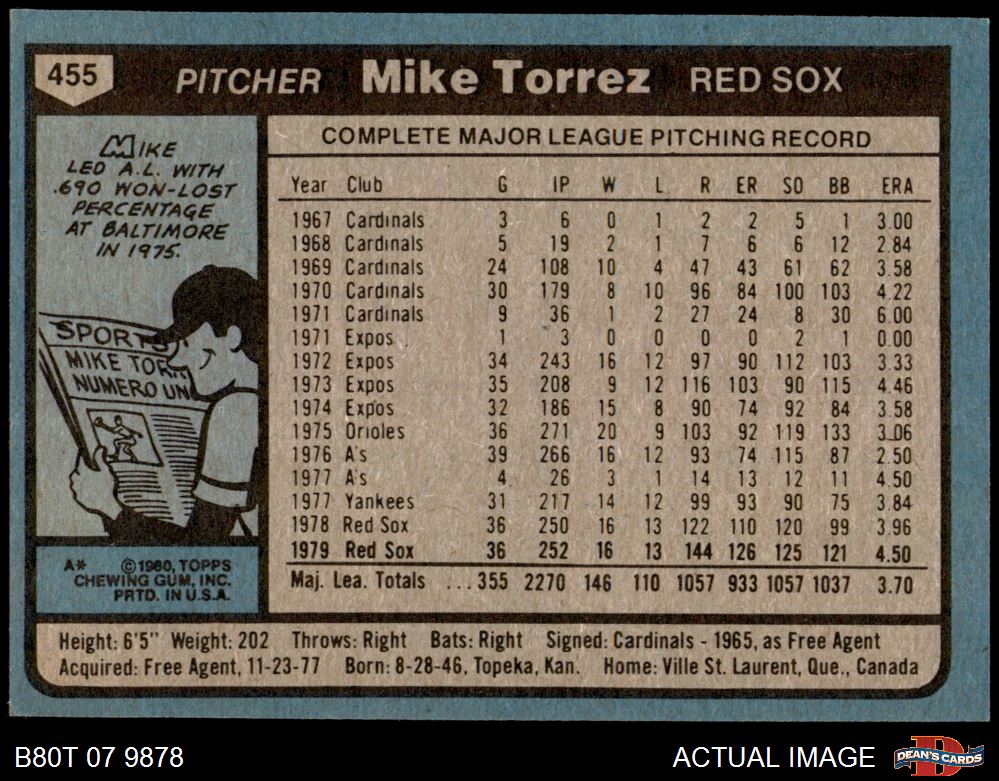 455 PITCHER Mike Torrez RED SOX
MIKE
LED A.L. WITH
.690 WON-LOST
PERCENTAGE
AT BALTIMORE
IN 1975.
SPORTS
MIKE TORR
NUMERO UN
A* ©1980, TOPPS
CHEWING GUM, INC.
PRTD. IN U.S.A.
COMPLETE MAJOR LEAGUE PITCHING RECORD
Year Club G IP W L R ER SO BB ERA
1967 Cardinals 3 6 0 1 2 2 5 1 3.00
1968 Cardinals 5 19 2 1 7 6 6 12 2.84
1969 Cardinals 24 108 10 4 47 43 61 62 3.58
1970 Cardinals 30 179 8 10 96 84 100 103 4.22
1971 Cardinals 9 36 1 2 27 24 8 30 6.00
1971 Expos 1 3 0 0 0 0 2 1 0.00
1972 Expos 34 243 16 12 97 90 112 103 3.33
1973 Expos 35 208 9 12 116 103 90 115 4.46
1974 Expos 32 186 15 8 90 74 92 84 3.58
1975 Orioles 36 271 20 9 103 92 119 133 3.06
1976 A's 39 266 16 12 93 74 115 87 2.50
1977 A's 4 26 3 1 14 13 12 11 4.50
1977 Yankees 31 217 14 12 99 93 90 75 3.84
1978 Red Sox 36 250 16 13 122 110 120 99 3.96
1979 Red Sox 36 252 16 13 144 126 125 121 4.50
Maj. Lea. Totals ...355 2270 146 110 1057 933 1057 1037 3.70
Height: 6'5" Weight: 202 Throws: Right Bats: Right Signed: Cardinals - 1965, as Free Agent
Acquired: Free Agent, 11-23-77 Born: 8-28-46, Topeka, Kan. Home: Ville St. Laurent, Que., Canada
B80T 07 9878 ACTUAL IMAGE DEAN'S CARDS